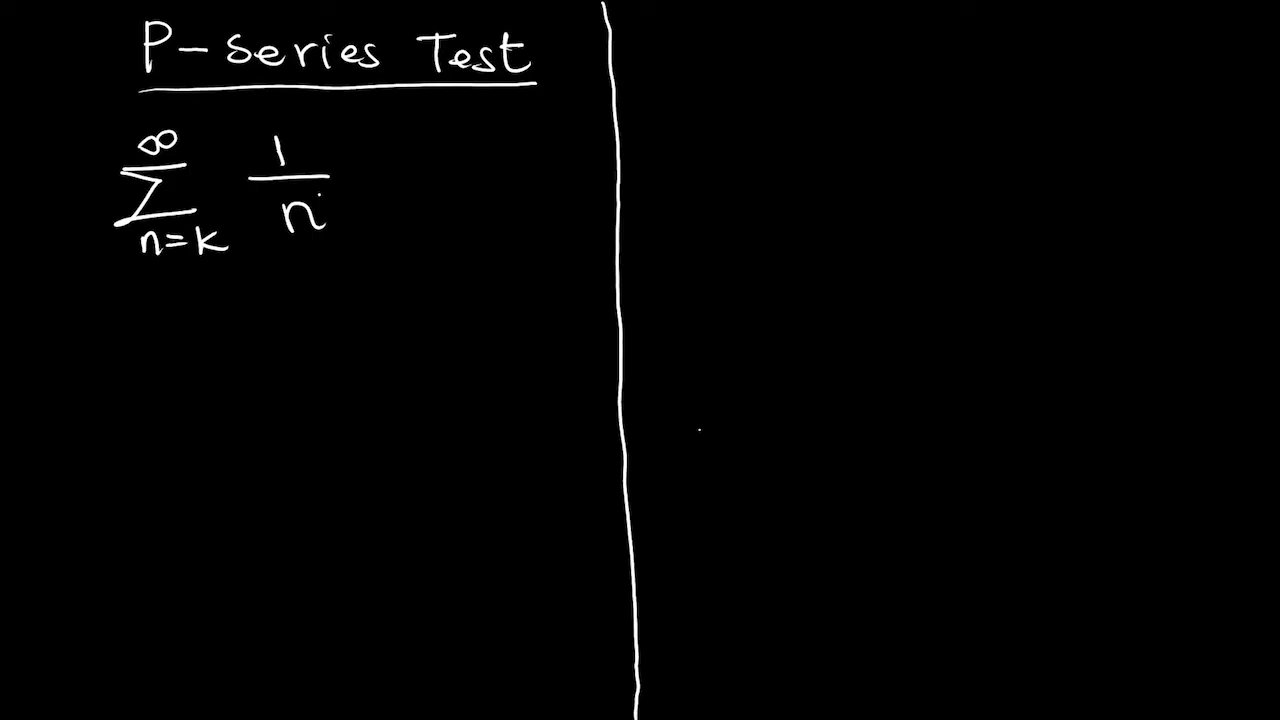 P-Series Test
∞
∑ 1/n
n=k